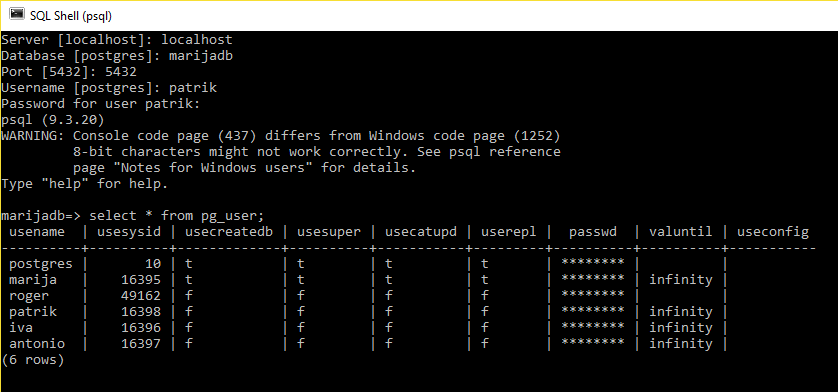 SQL Shell (psql)
Server [localhost]: localhost
Database [postgres]: marijadb
Port [5432]: 5432
Username [postgres]: patrik
Password for user patrik:
psql (9.3.20)
WARNING: Console code page (437) differs from Windows code page (1252)
         8-bit characters might not work correctly. See psql reference
         page "Notes for Windows users" for details.
Type "help" for help.

marijadb=> select * from pg_user;
 usename  | usesysid | usecreatedb | usesuper | usecatupd | userepl |  passwd  | valuntil | useconfig
----------+----------+-------------+----------+-----------+---------+----------+----------+-----------
 postgres |       10 | t           | t        | t         | t       | ******** |          |
 marija   |    16395 | t           | t        | t         | t       | ******** | infinity |
 roger    |    49162 | f           | f        | f         | f       | ******** |          |
 patrik   |    16398 | f           | f        | f         | f       | ******** | infinity |
 iva      |    16396 | f           | f        | f         | f       | ******** | infinity |
 antonio  |    16397 | f           | f        | f         | f       | ******** | infinity |
(6 rows)